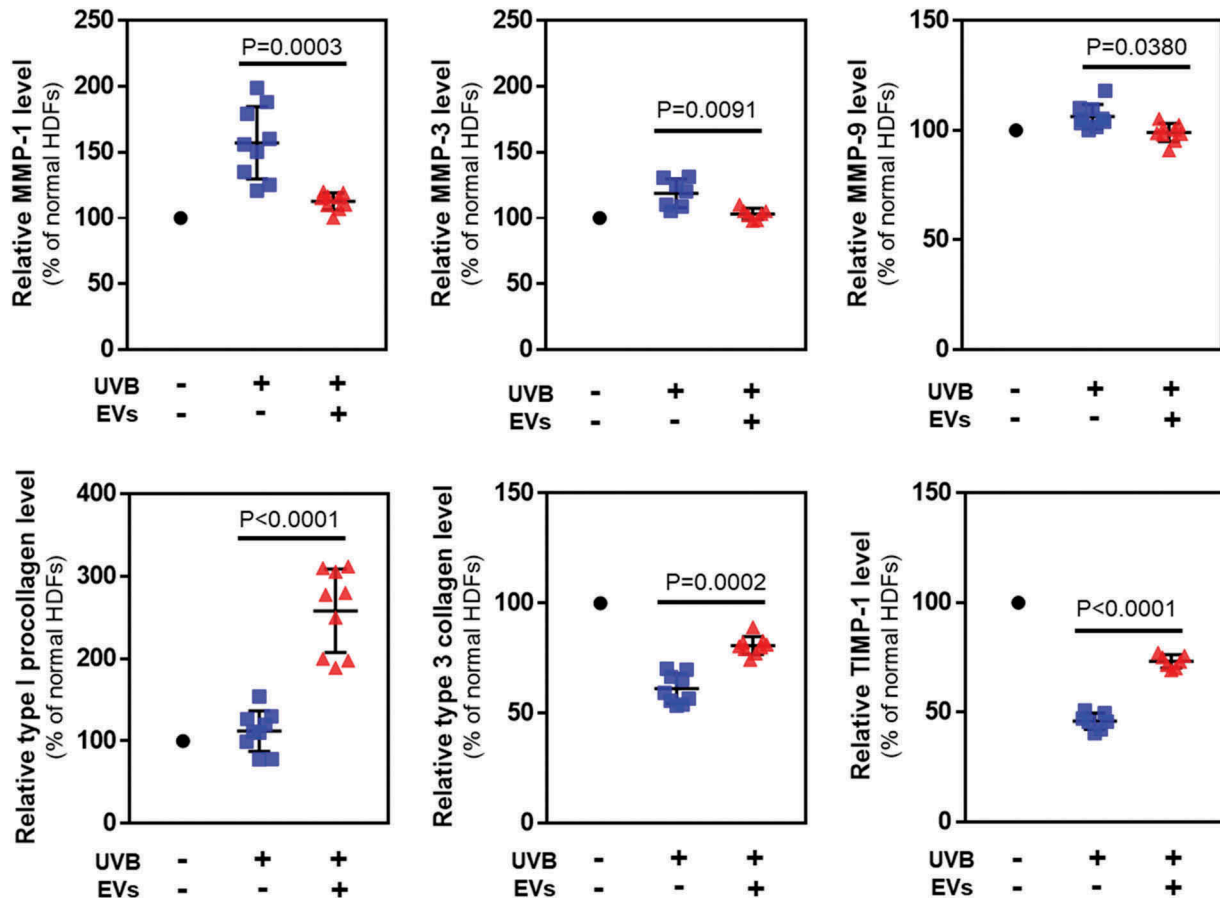 Relative MMP-1 level
(% of normal HDFs)
250
200
150
100
50
0
P=0.0003
UVB - + +
EVs - - +
Relative MMP-3 level
(% of normal HDFs)
250
200
150
100
50
0
P=0.0091
UVB - + +
EVs - - +
Relative MMP-9 level
(% of normal HDFs)
150
100
50
0
P=0.0380
UVB - + +
EVs - - +
Relative type I procollagen level
(% of normal HDFs)
400
300
200
100
0
P<0.0001
UVB - + +
EVs - - +
Relative type 3 collagen level
(% of normal HDFs)
150
100
50
0
P=0.0002
UVB - + +
EVs - - +
Relative TIMP-1 level
(% of normal HDFs)
150
100
50
0
P<0.0001
UVB - + +
EVs - - +